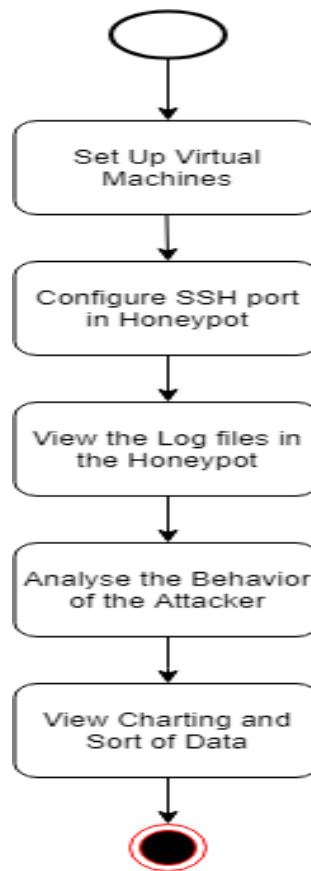 Set Up Virtual
Machines
Configure SSH port
in Honeypot
View the Log files in
the Honeypot
Analyse the Behavior
of the Attacker
View Charting and
Sort of Data